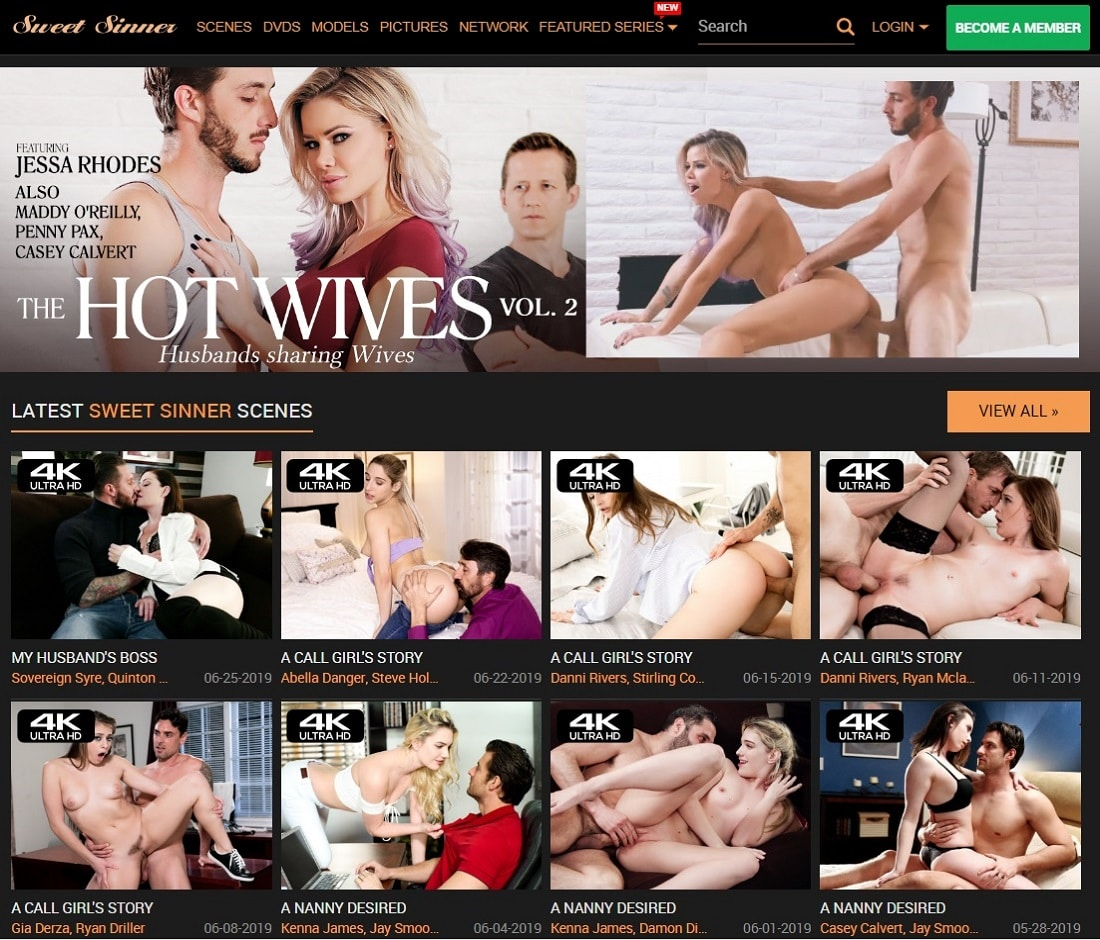 Sweet Sinner SCENES DVDS MODELS PICTURES NETWORK FEATURED SERIES NEW Search LOGIN BECOME A MEMBER
FEATURING
JESSA RHODES
ALSO
MADDY O'REILLY,
PENNY PAX,
CASEY CALVERT
THE HOT WIVES VOL. 2
Husbands sharing Wives
LATEST SWEET SINNER SCENES VIEW ALL »
4K 4K 4K 4K
ULTRA HD ULTRA HD ULTRA HD ULTRA HD
MY HUSBAND'S BOSS A CALL GIRL'S STORY A CALL GIRL'S STORY A CALL GIRL'S STORY
Sovereign Syre, Quinton ... 06-25-2019 Abella Danger, Steve Hol... 06-22-2019 Danni Rivers, Stirling Co... 06-15-2019 Danni Rivers, Ryan Mcla... 06-11-2019
4K 4K 4K 4K
ULTRA HD ULTRA HD ULTRA HD ULTRA HD
A CALL GIRL'S STORY A NANNY DESIRED A NANNY DESIRED A NANNY DESIRED
Gia Derza, Ryan Driller 06-08-2019 Kenna James, Jay Smoo... 06-04-2019 Kenna James, Damon Di... 06-01-2019 Casey Calvert, Jay Smoo... 05-28-2019